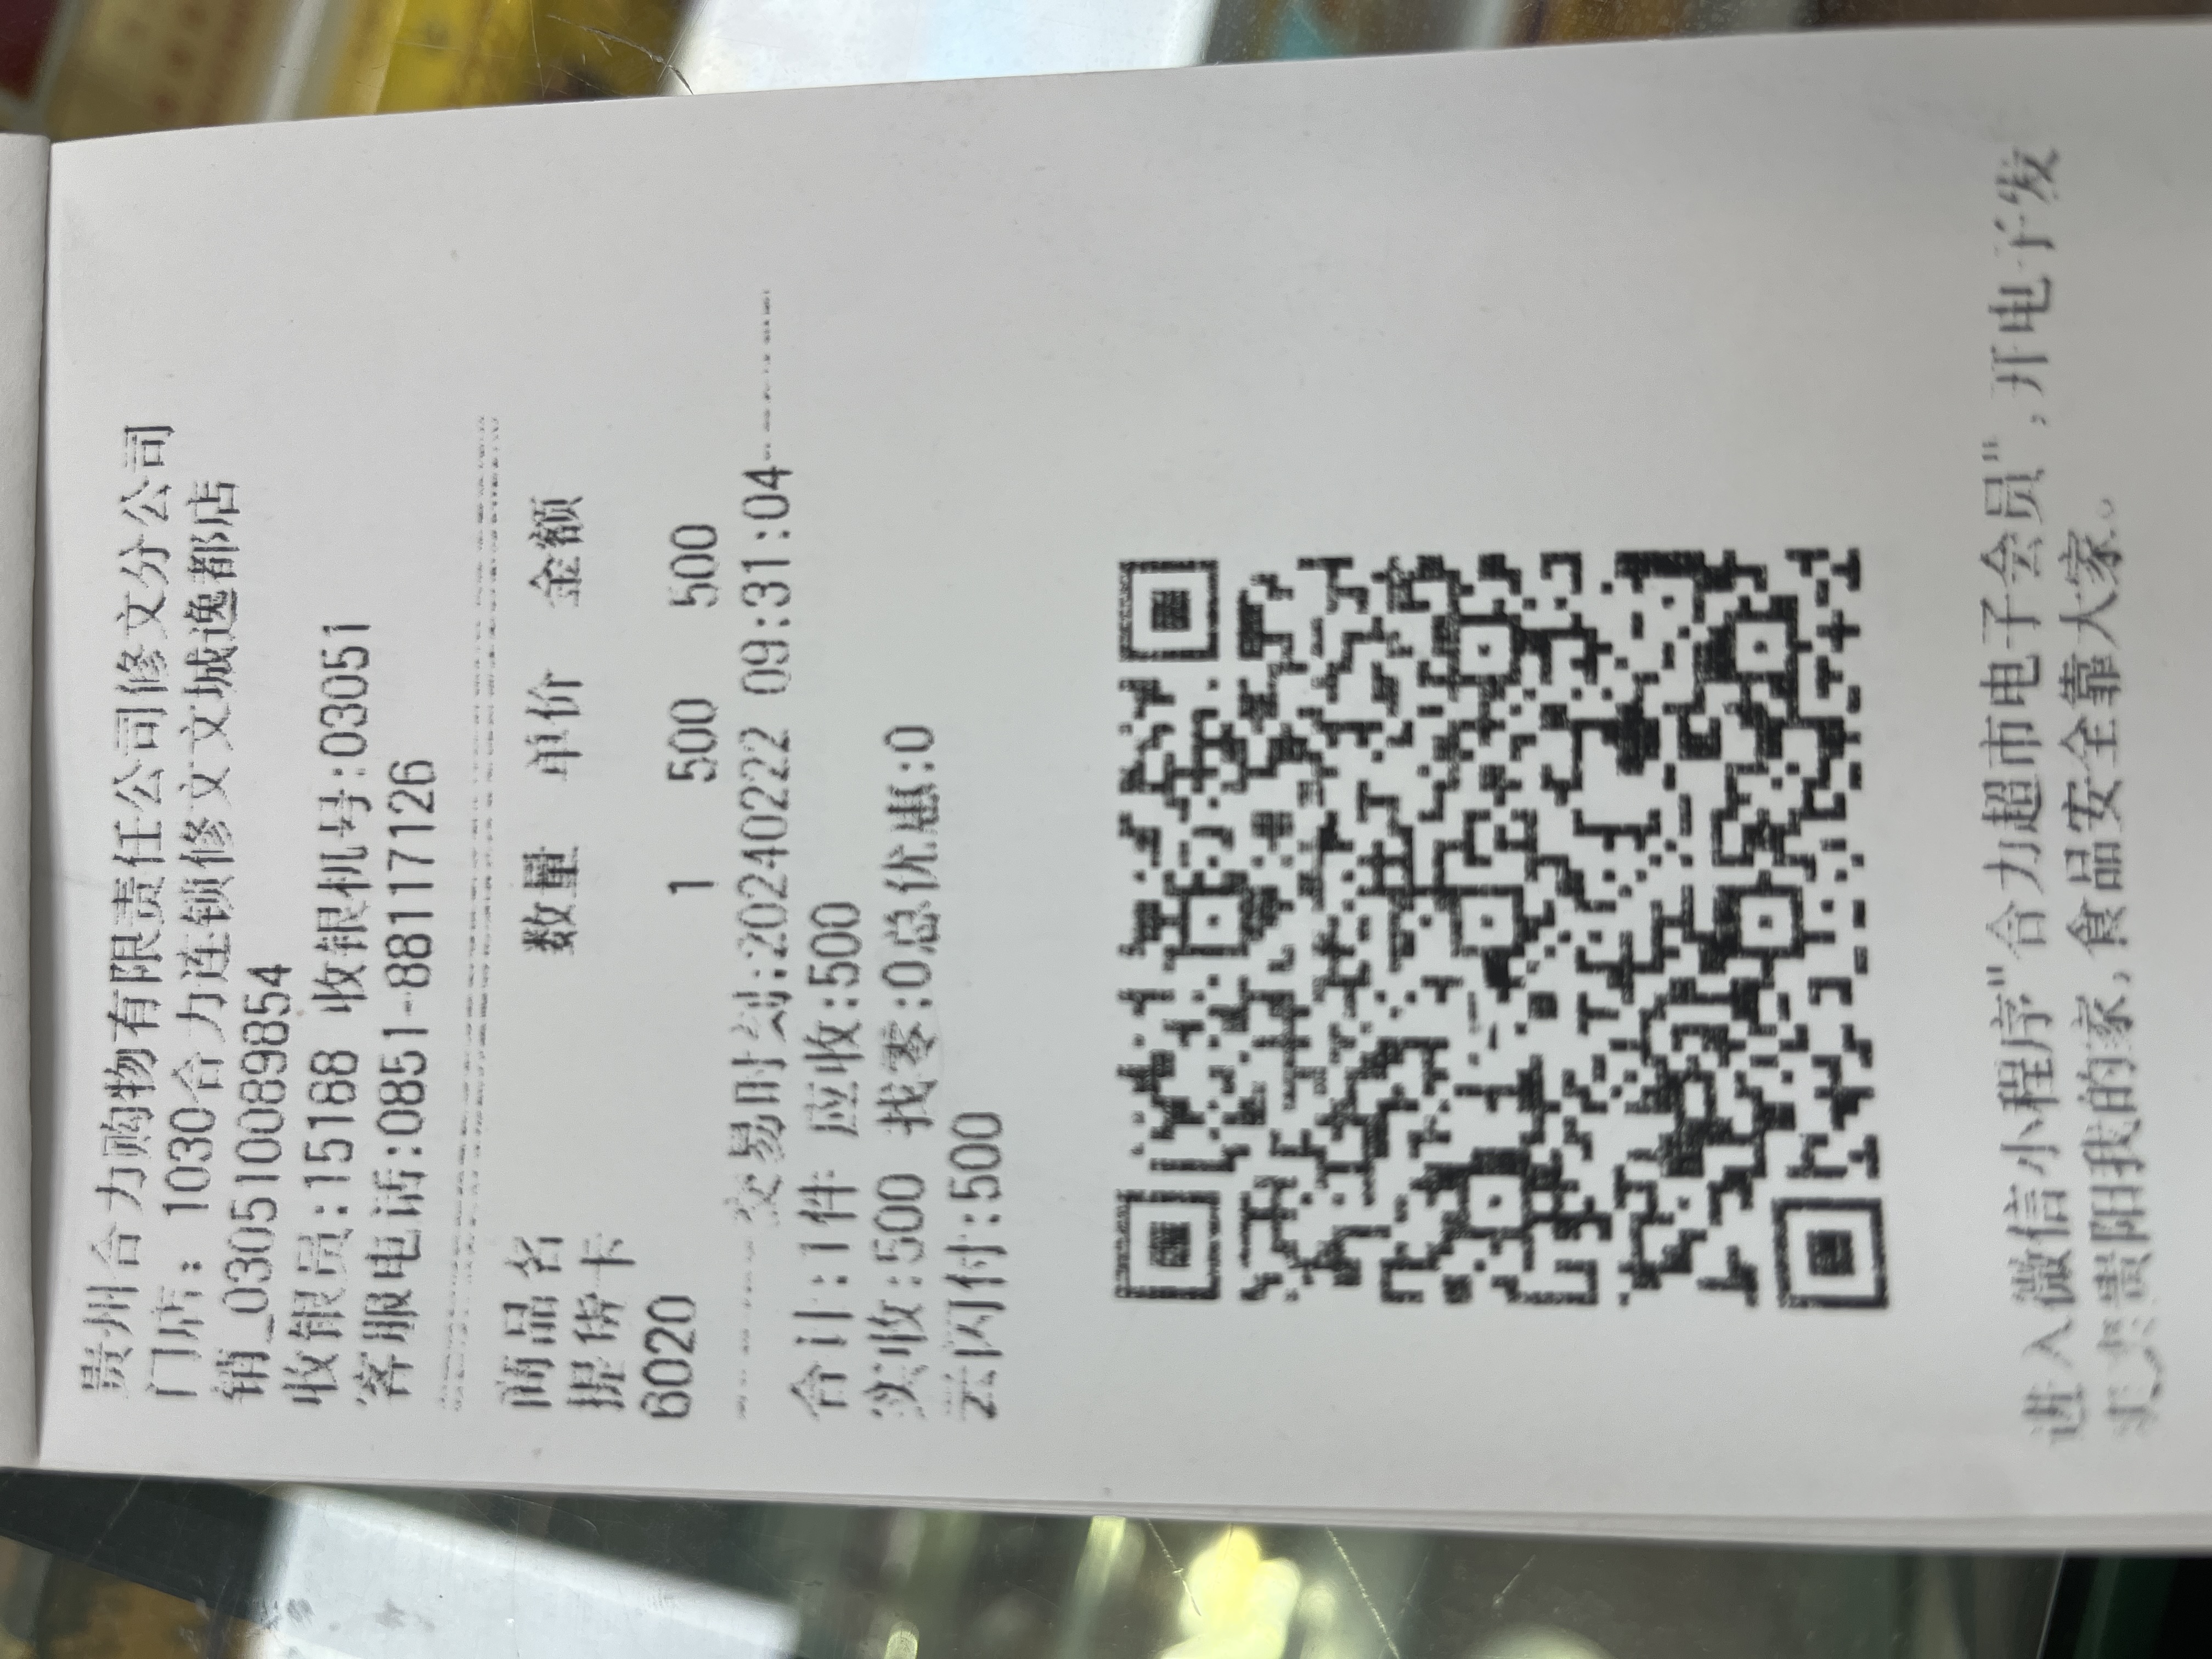 贵州合力购物有限责任公司修文分公司
门店：1030合力连锁修文文城逸都店
销_030510089854
收银员:15188 收银机号:03051
客服电话:0851-88117126
商品名 数量 单价 金额
提货卡
6020 1 500 500
交易时刻:20240222 09:31:04
合计:1件 应收:500
实收:500 找零:0总优惠:0
云闪付:500
进入微信小程序"合力超市电子会员",开电子发
票。贵阳我的家,食品安全靠大家。